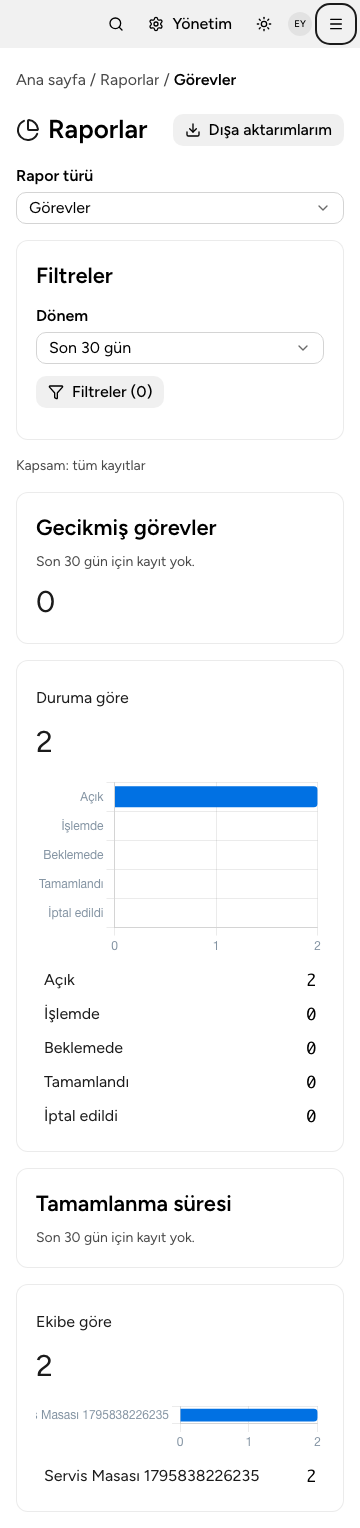 Yönetim
EY
Ana sayfa / Raporlar / Görevler
Raporlar
Dışa aktarımlarım
Rapor türü
Görevler
Filtreler
Dönem
Son 30 gün
Filtreler (0)
Kapsam: tüm kayıtlar
Gecikmiş görevler
Son 30 gün için kayıt yok.
0
Duruma göre
2
Açık
İşlemde
Beklemede
Tamamlandı
İptal edildi
0 1 2
Açık 2
İşlemde 0
Beklemede 0
Tamamlandı 0
İptal edildi 0
Tamamlanma süresi
Son 30 gün için kayıt yok.
Ekibe göre
2
Masası 1795838226235
0 1 2
Servis Masası 1795838226235 2